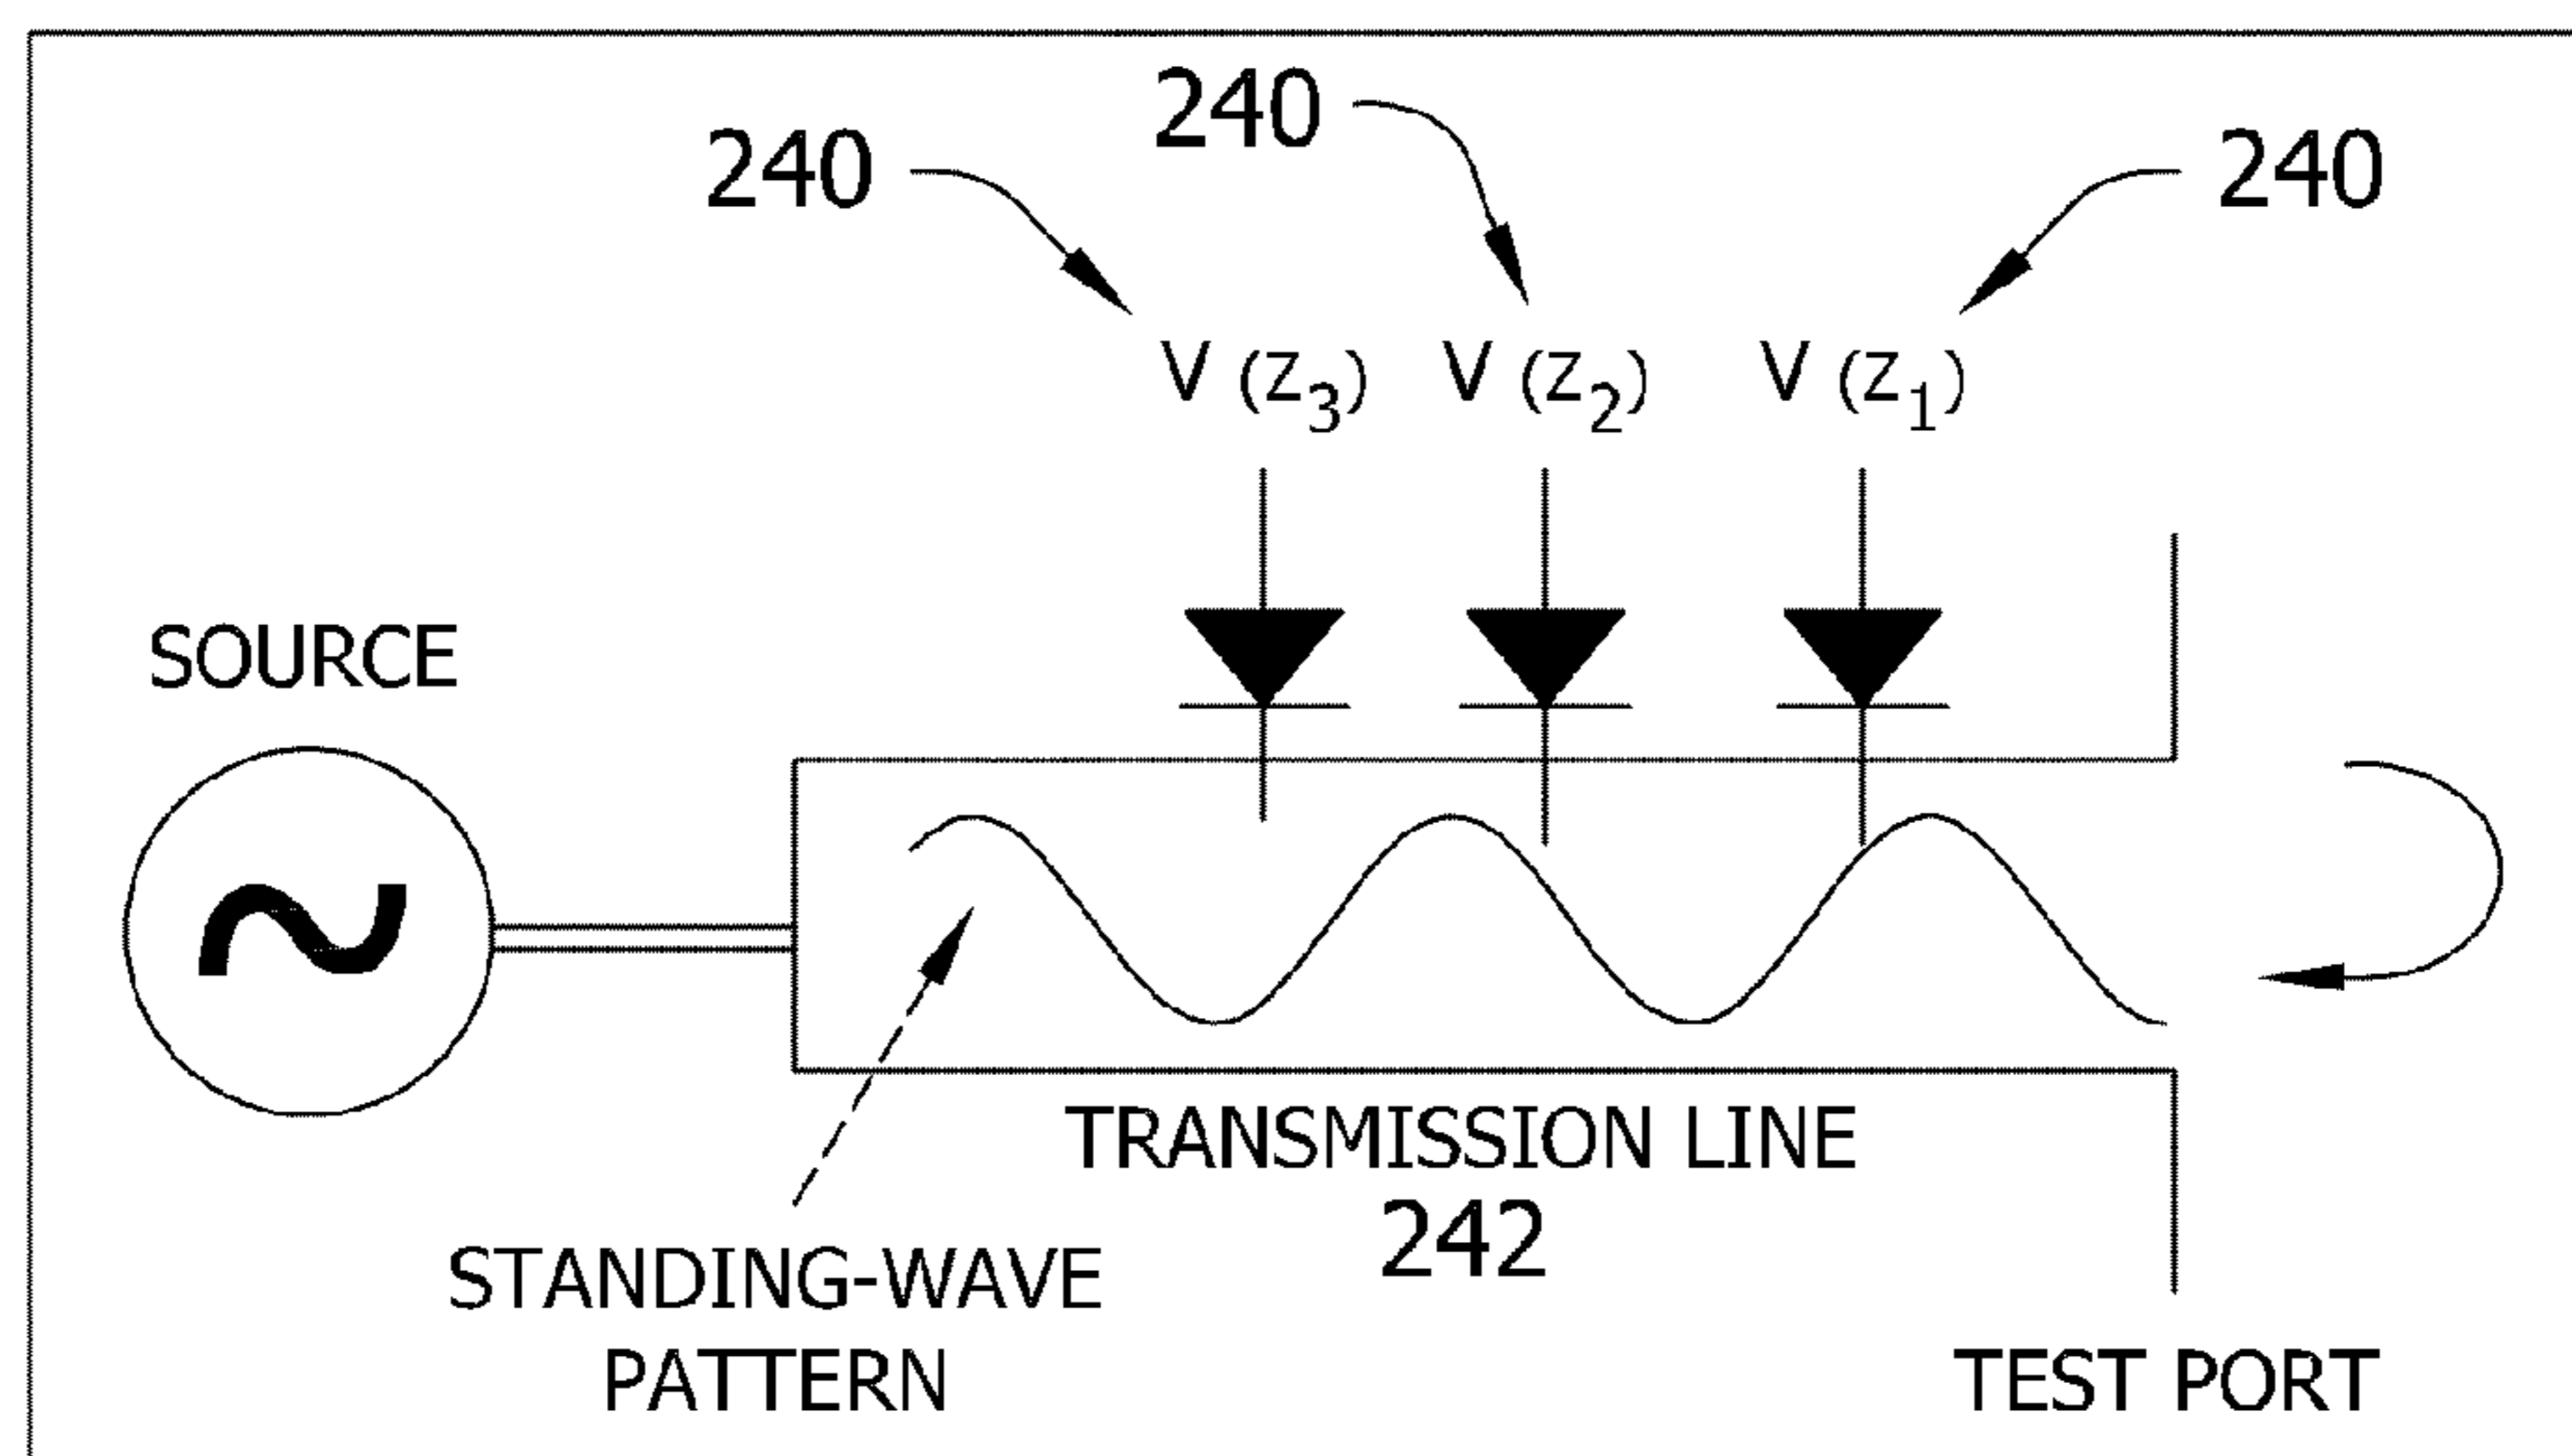 240
240
240
V (Z3)
V (Z2)
V (Z1)
SOURCE
TRANSMISSION LINE
242
STANDING-WAVE
PATTERN
TEST PORT